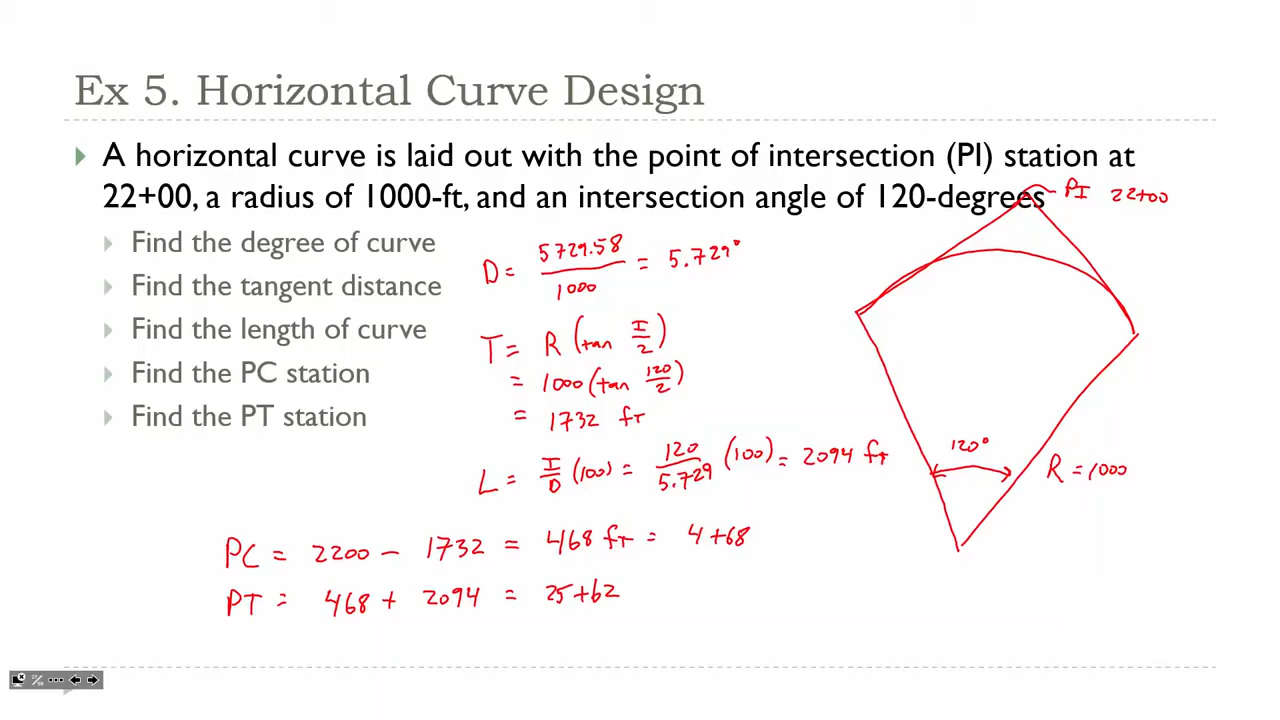 Ex 5. Horizontal Curve Design
A horizontal curve is laid out with the point of intersection (PI) station at
22+00, a radius of 1000-ft, and an intersection angle of 120-degrees
PI 22+00
Find the degree of curve
Find the tangent distance
Find the length of curve
Find the PC station
Find the PT station
D = 5729.58 / 1000 = 5.729°
T = R (tan I/2)
= 1000 (tan 120/2)
= 1732 ft
L = I/D (100) = 120/5.729 (100) = 2094 ft
120°
R = 1000
PC = 2200 - 1732 = 468 ft = 4+68
PT = 468 + 2094 = 25+62